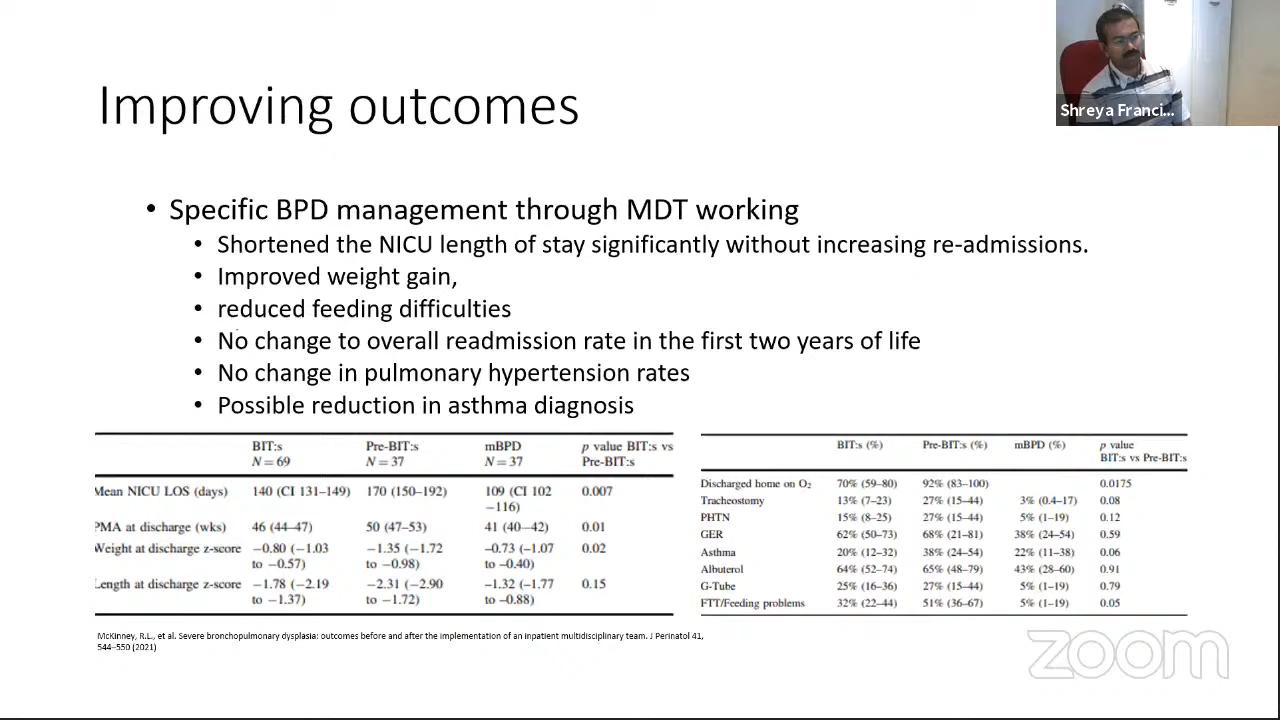 Shreya Franci...
Improving outcomes
• Specific BPD management through MDT working
• Shortened the NICU length of stay significantly without increasing re-admissions.
• Improved weight gain,
• reduced feeding difficulties
• No change to overall readmission rate in the first two years of life
• No change in pulmonary hypertension rates
• Possible reduction in asthma diagnosis
BIT:s Pre-BIT:s mBPD p value BIT:s vs
N = 69 N = 37 N = 37 Pre-BIT:s
Mean NICU LOS (days) 140 (CI 131–149) 170 (150–192) 109 (CI 102 0.007
–116)
PMA at discharge (wks) 46 (44–47) 50 (47–53) 41 (40–42) 0.01
Weight at discharge z-score −0.80 (−1.03 −1.35 (−1.72 −0.73 (−1.07 0.02
to −0.57) to −0.98) to −0.40)
Length at discharge z-score −1.78 (−2.19 −2.31 (−2.90 −1.32 (−1.77 0.15
to −1.37) to −1.72) to −0.88)
BIT:s (%) Pre-BIT:s (%) mBPD (%) p value
BIT:s vs Pre-BIT:s
Discharged home on O₂ 70% (59–80) 92% (83–100) 0.0175
Tracheostomy 13% (7–23) 27% (15–44) 3% (0.4–17) 0.08
PHTN 15% (8–25) 27% (15–44) 5% (1–19) 0.12
GER 62% (50–73) 68% (21–81) 38% (24–54) 0.59
Asthma 20% (12–32) 38% (24–54) 22% (11–38) 0.06
Albuterol 64% (52–74) 65% (48–79) 43% (28–60) 0.91
G-Tube 25% (16–36) 27% (15–44) 5% (1–19) 0.79
FTT/Feeding problems 32% (22–44) 51% (36–67) 5% (1–19) 0.05
McKinney, R.L., et al. Severe bronchopulmonary dysplasia: outcomes before and after the implementation of an inpatient multidisciplinary team. J Perinatol 41,
544–550 (2021)
zoom